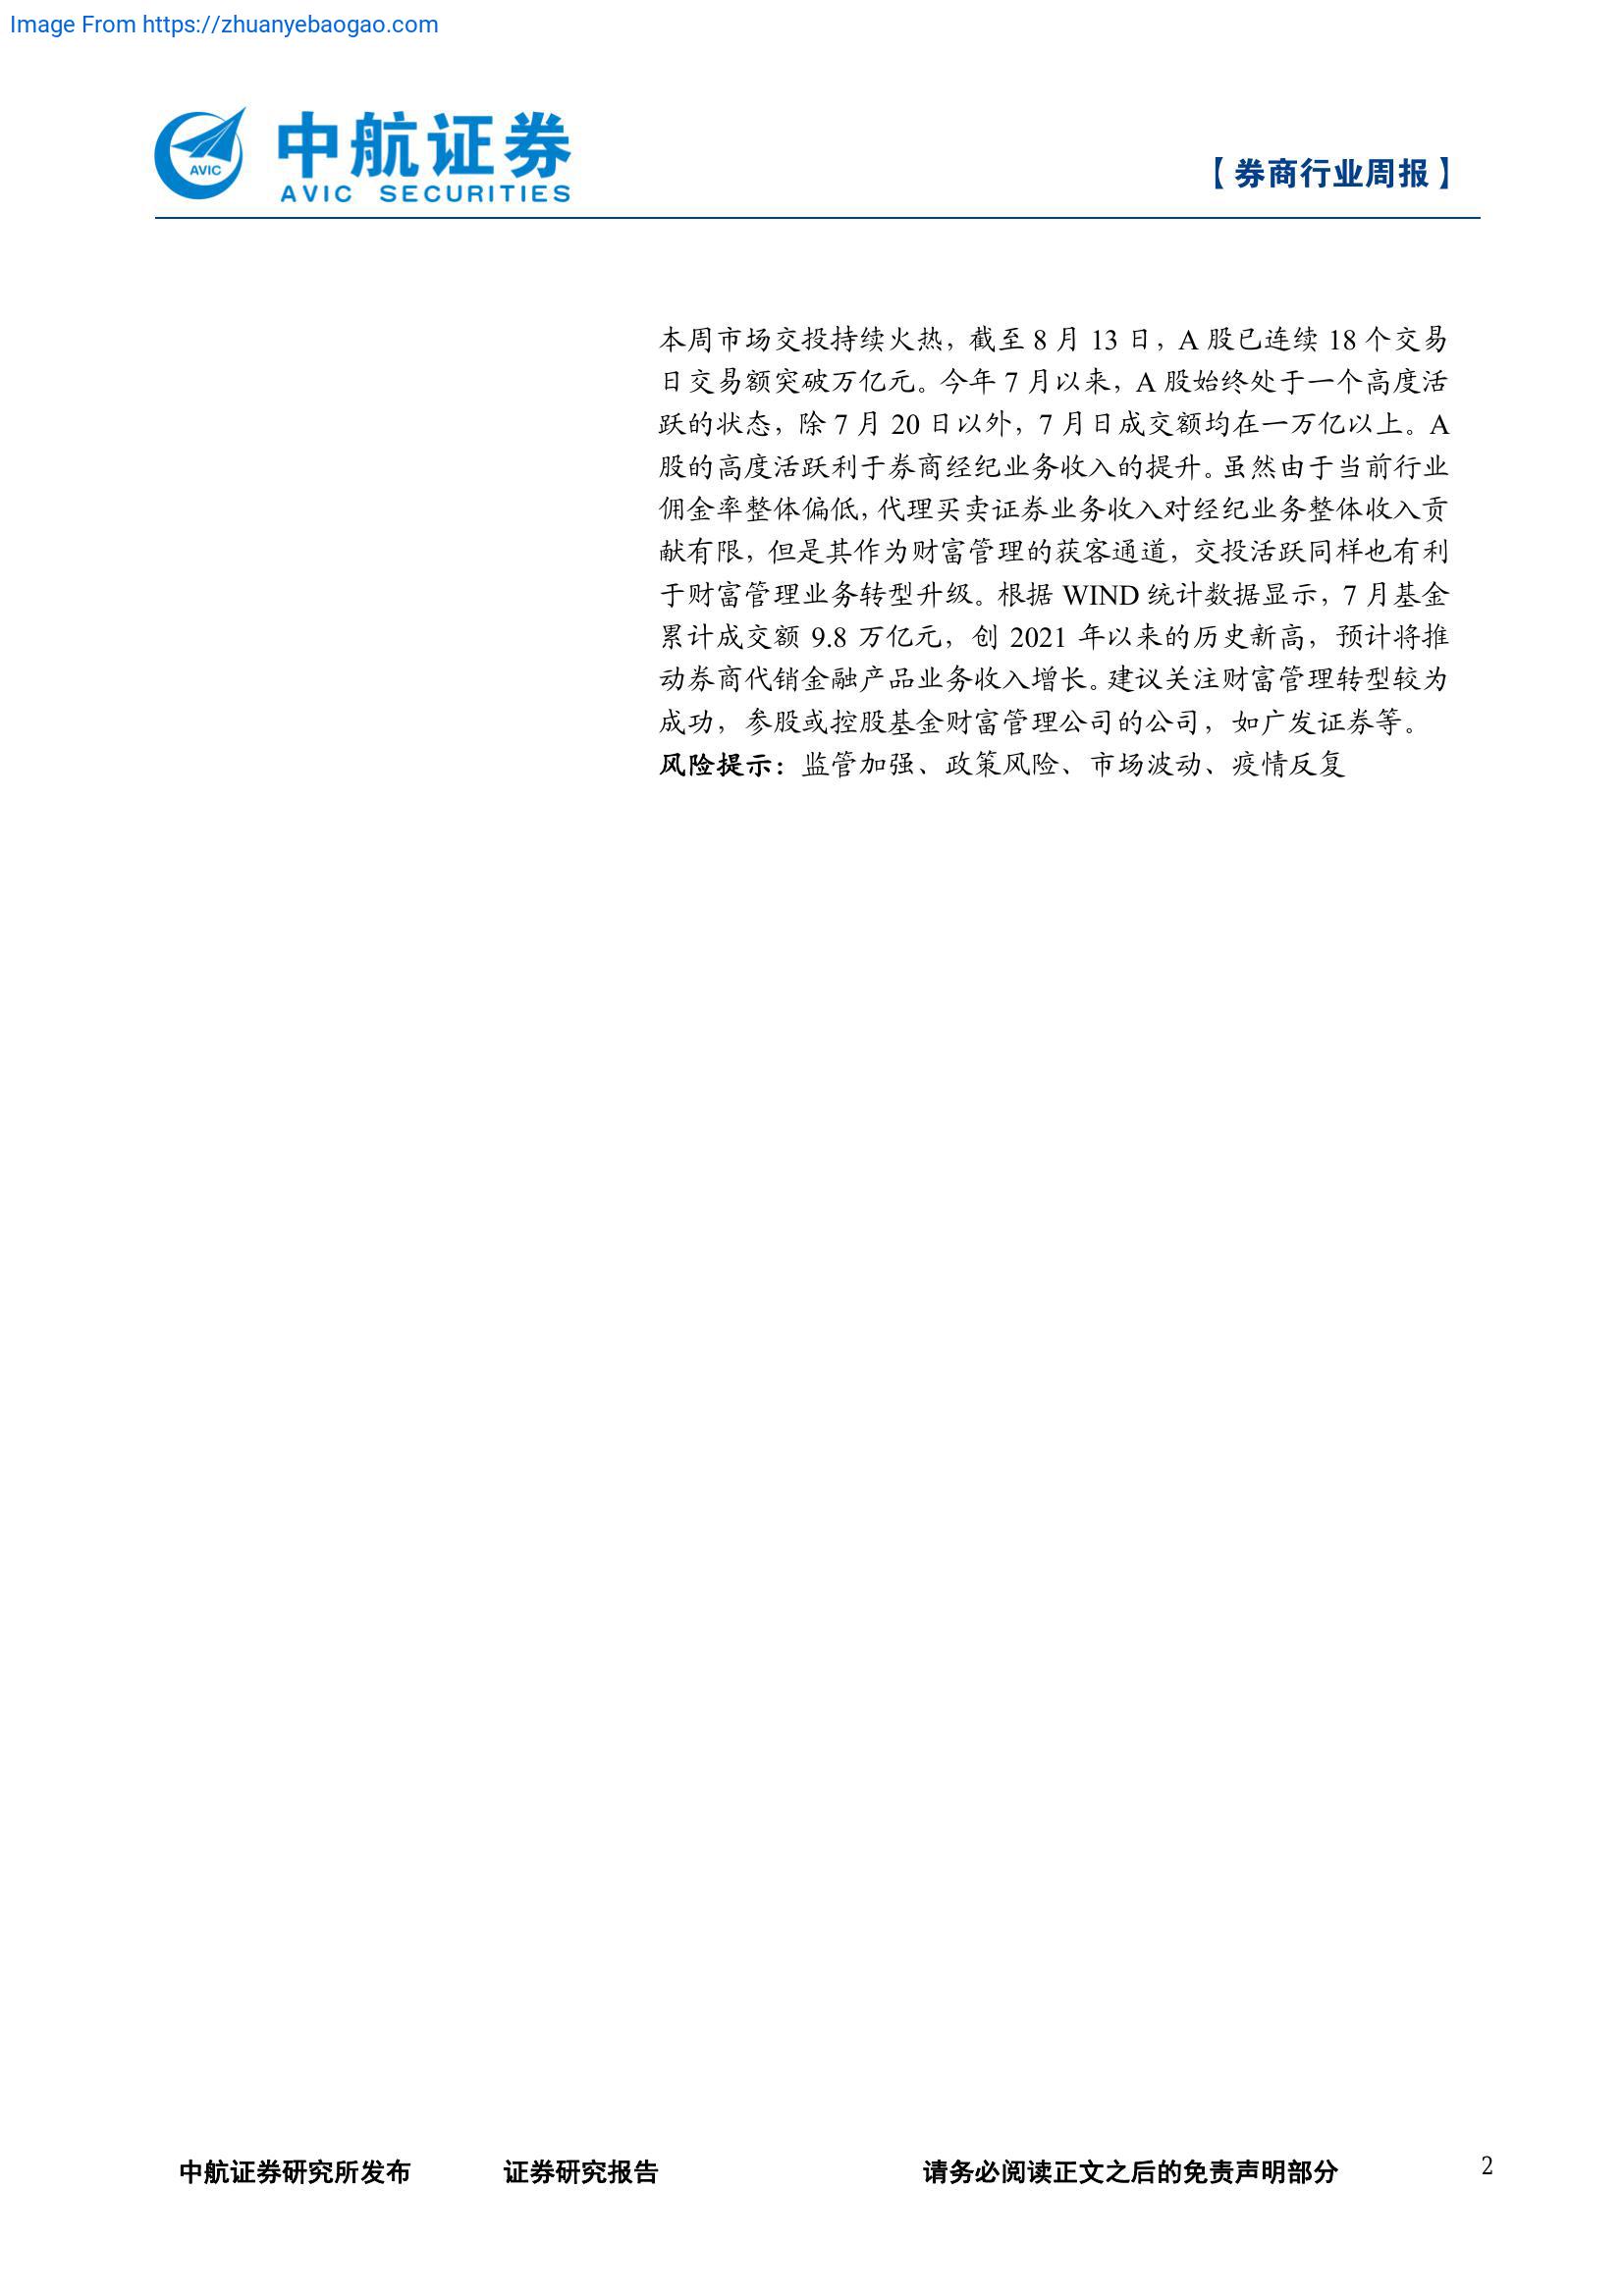 Image From https://zhuanyebaogao.com
AVIC
中航证券
AVIC SECURITIES
【券商行业周报】
本周市场交投持续火热，截至 8 月 13 日，A 股已连续 18 个交易
日交易额突破万亿元。今年 7 月以来，A 股始终处于一个高度活
跃的状态，除 7 月 20 日以外，7 月日成交额均在一万亿以上。A
股的高度活跃利于券商经纪业务收入的提升。虽然由于当前行业
佣金率整体偏低，代理买卖证券业务收入对经纪业务整体收入贡
献有限，但是其作为财富管理的获客通道，交投活跃同样也有利
于财富管理业务转型升级。根据 WIND 统计数据显示，7 月基金
累计成交额 9.8 万亿元，创 2021 年以来的历史新高，预计将推
动券商代销金融产品业务收入增长。建议关注财富管理转型较为
成功，参股或控股基金财富管理公司的公司，如广发证券等。
风险提示：监管加强、政策风险、市场波动、疫情反复
中航证券研究所发布 证券研究报告 请务必阅读正文之后的免责声明部分 2